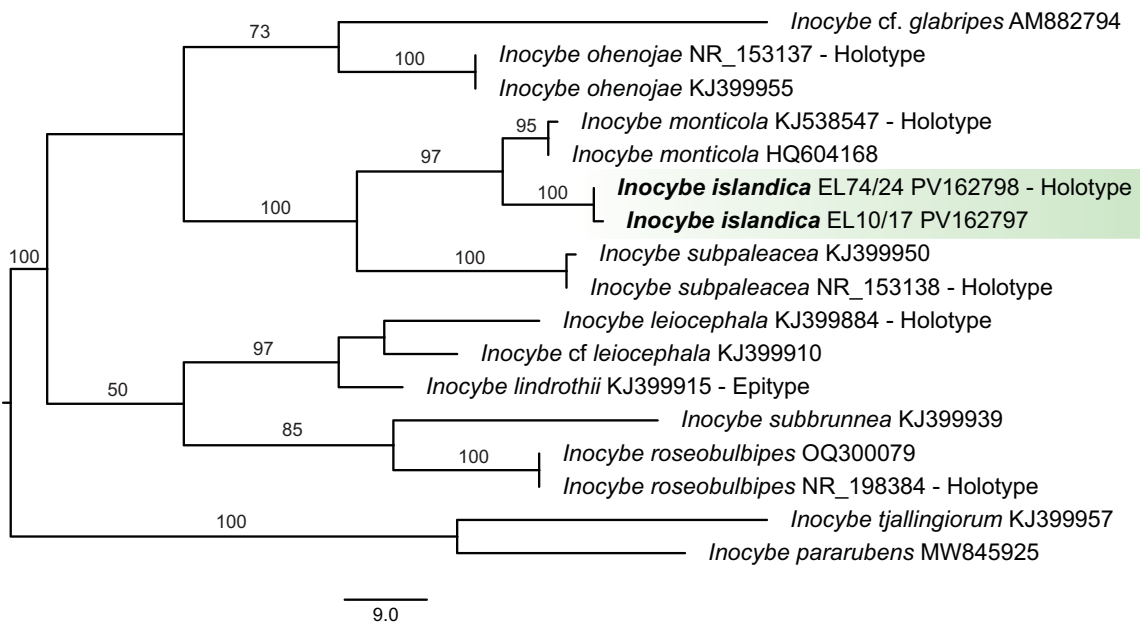 73
Inocybe cf. glabripes AM882794
Inocybe ohenojae NR_153137 - Holotype
100
Inocybe ohenojae KJ399955
Inocybe monticola KJ538547 - Holotype
95
Inocybe monticola HQ604168
97
Inocybe islandica EL74/24 PV162798 - Holotype
100
Inocybe islandica EL10/17 PV162797
100
Inocybe subpaleacea KJ399950
100
100
Inocybe subpaleacea NR_153138 - Holotype
Inocybe leiocephala KJ399884 - Holotype
97
Inocybe cf leiocephala KJ399910
Inocybe lindrothii KJ399915 - Epitype
50
Inocybe subbrunnea KJ399939
85
Inocybe roseobulbipes OQ300079
100
Inocybe roseobulbipes NR_198384 - Holotype
100
Inocybe tjallingiorum KJ399957
Inocybe pararubens MW845925
9.0